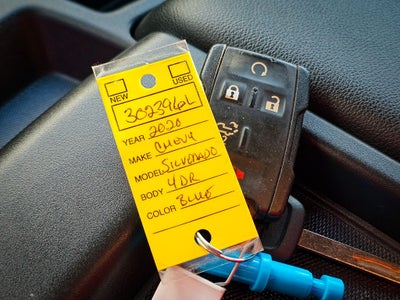 NEW USED
302396L
YEAR 2020
MAKE CHEVY
MODEL SILVERADO
BODY 4DR
COLOR BLUE